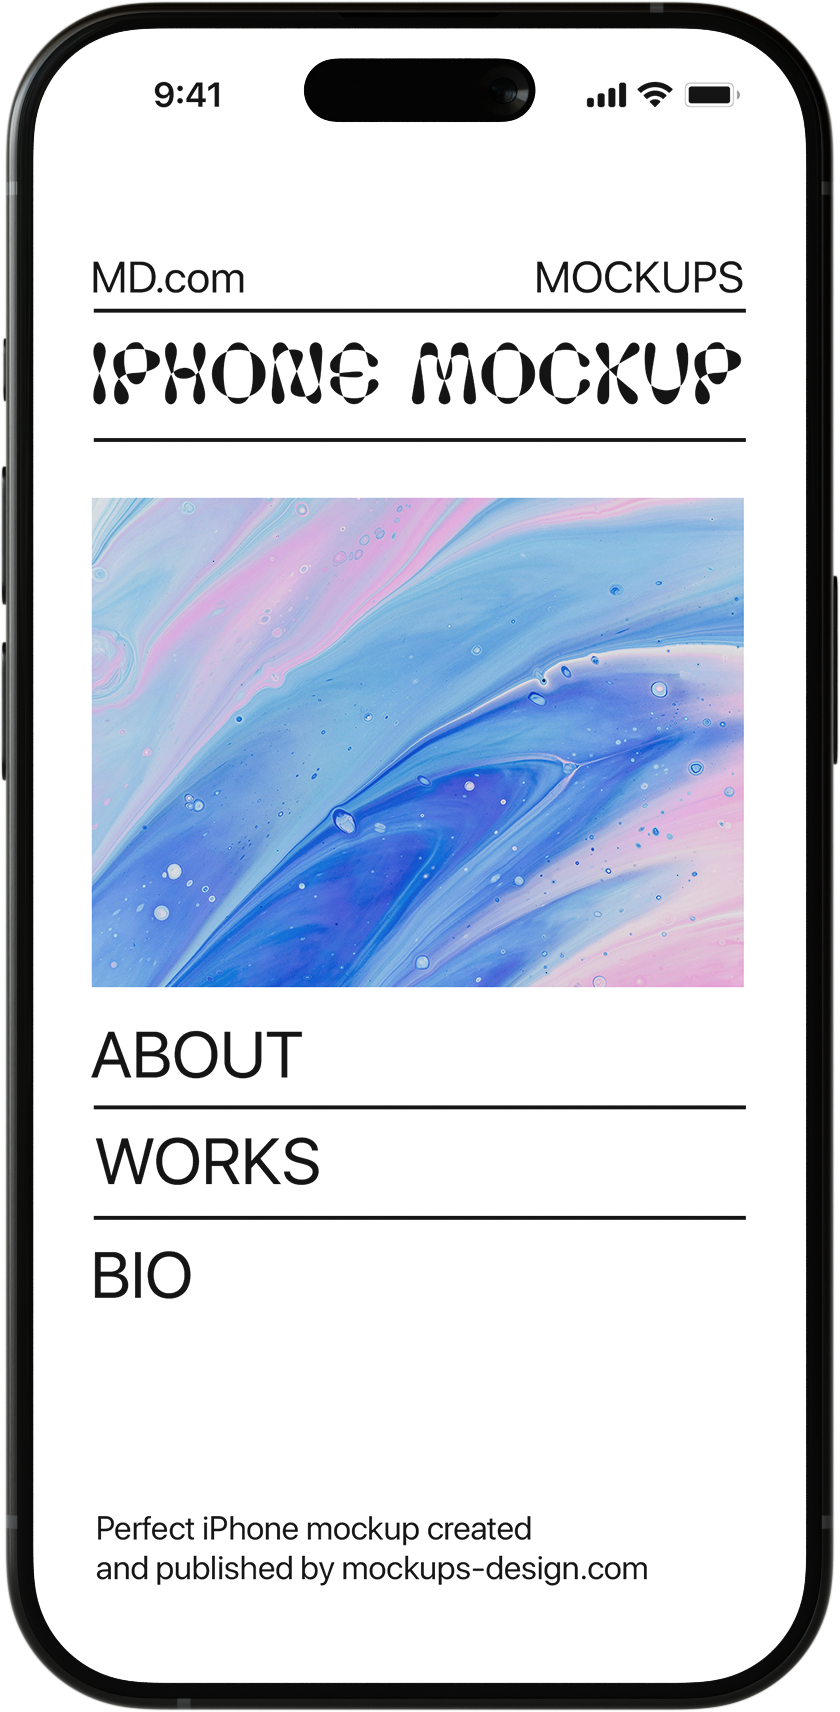 9:41
MD.com MOCKUPS
IPHONE MOCKUP
ABOUT
WORKS
BIO
Perfect iPhone mockup created
and published by mockups-design.com